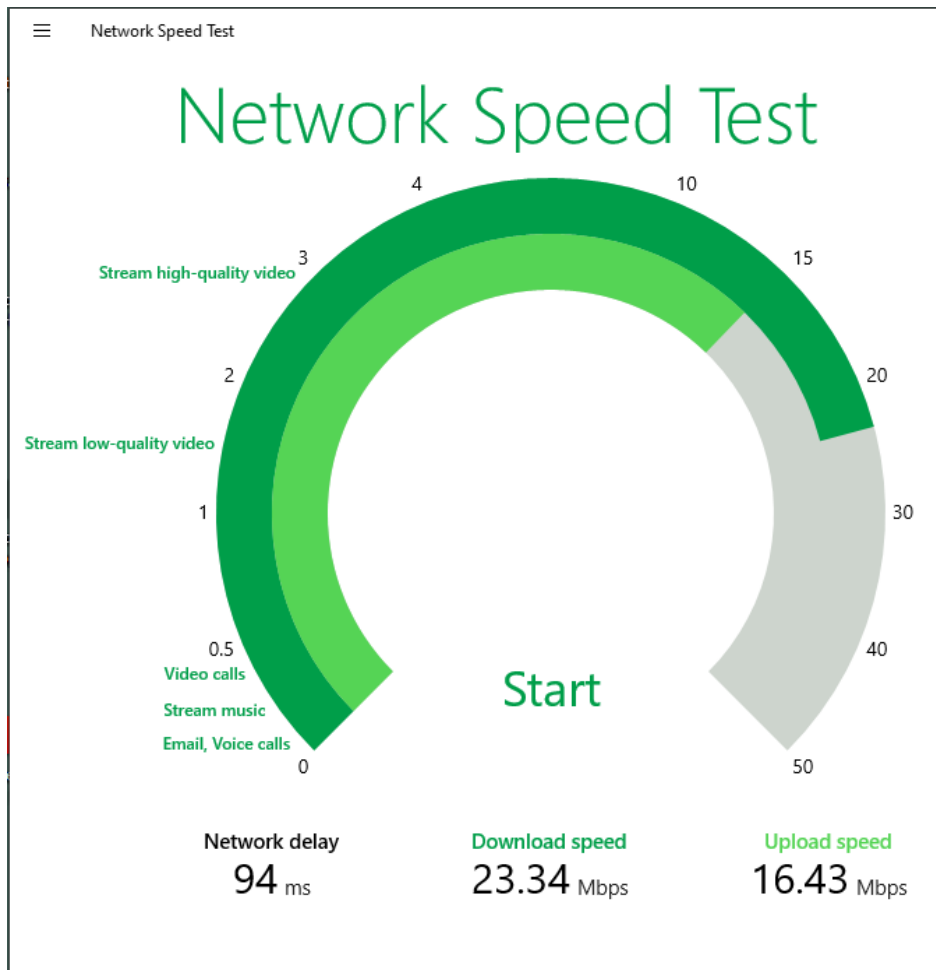 Network Speed Test
Network Speed Test
4
10
3
15
Stream high-quality video
2
20
Stream low-quality video
1
30
0.5
40
Video calls
Start
Stream music
Email, Voice calls
0
50
Network delay
94 ms
Download speed
23.34 Mbps
Upload speed
16.43 Mbps